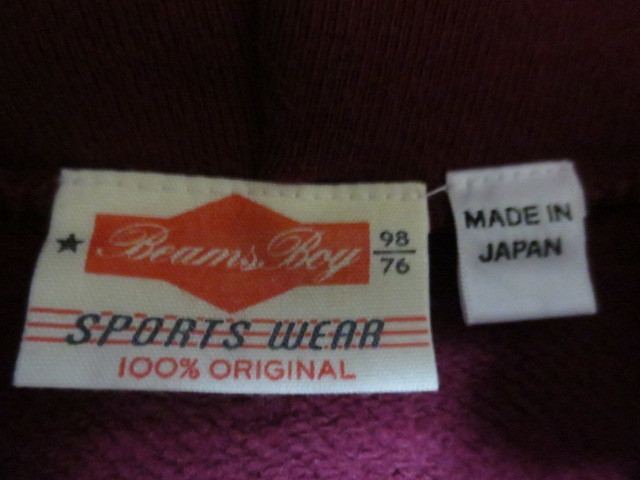 Beams Boy
98
76
SPORTS WEAR
100% ORIGINAL
MADE IN
JAPAN